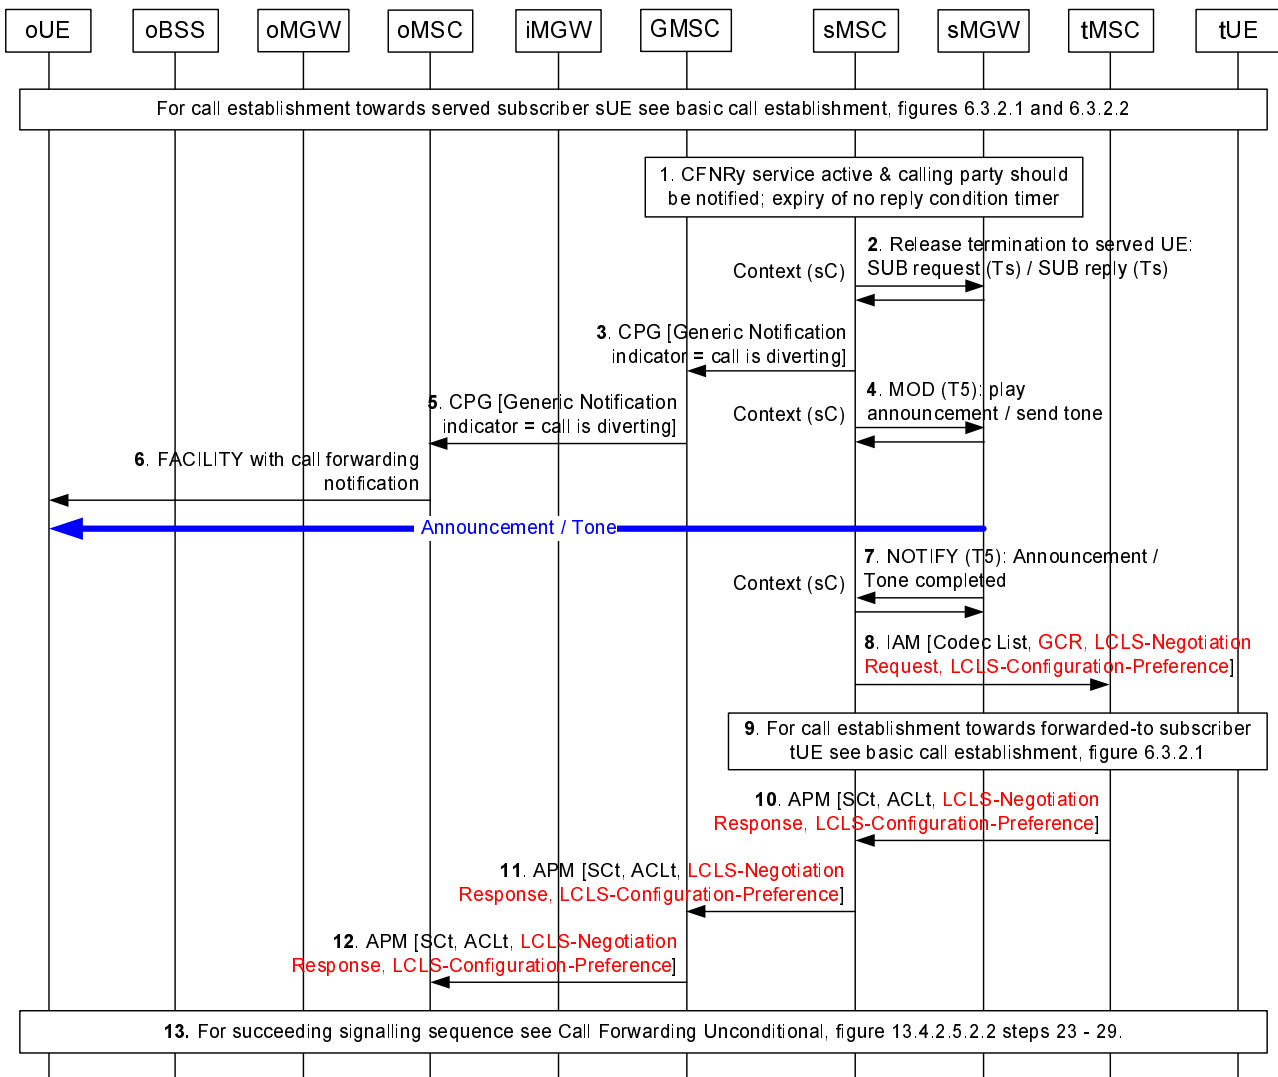 oUE oBSS oMGW oMSC iMGW GMSC sMSC sMGW tMSC tUE
For call establishment towards served subscriber sUE see basic call establishment, figures 6.3.2.1 and 6.3.2.2
1. CFNRy service active & calling party should
be notified; expiry of no reply condition timer
2. Release termination to served UE:
SUB request (Ts) / SUB reply (Ts)
Context (sC)
3. CPG [Generic Notification
indicator = call is diverting]
4. MOD (T5): play
announcement / send tone
Context (sC)
5. CPG [Generic Notification
indicator = call is diverting]
6. FACILITY with call forwarding
notification
Announcement / Tone
7. NOTIFY (T5): Announcement /
Tone completed
Context (sC)
8. IAM [Codec List, GCR, LCLS-Negotiation
Request, LCLS-Configuration-Preference]
9. For call establishment towards forwarded-to subscriber
tUE see basic call establishment, figure 6.3.2.1
10. APM [SCt, ACLt, LCLS-Negotiation
Response, LCLS-Configuration-Preference]
11. APM [SCt, ACLt, LCLS-Negotiation
Response, LCLS-Configuration-Preference]
12. APM [SCt, ACLt, LCLS-Negotiation
Response, LCLS-Configuration-Preference]
13. For succeeding signalling sequence see Call Forwarding Unconditional, figure 13.4.2.5.2.2 steps 23 - 29.